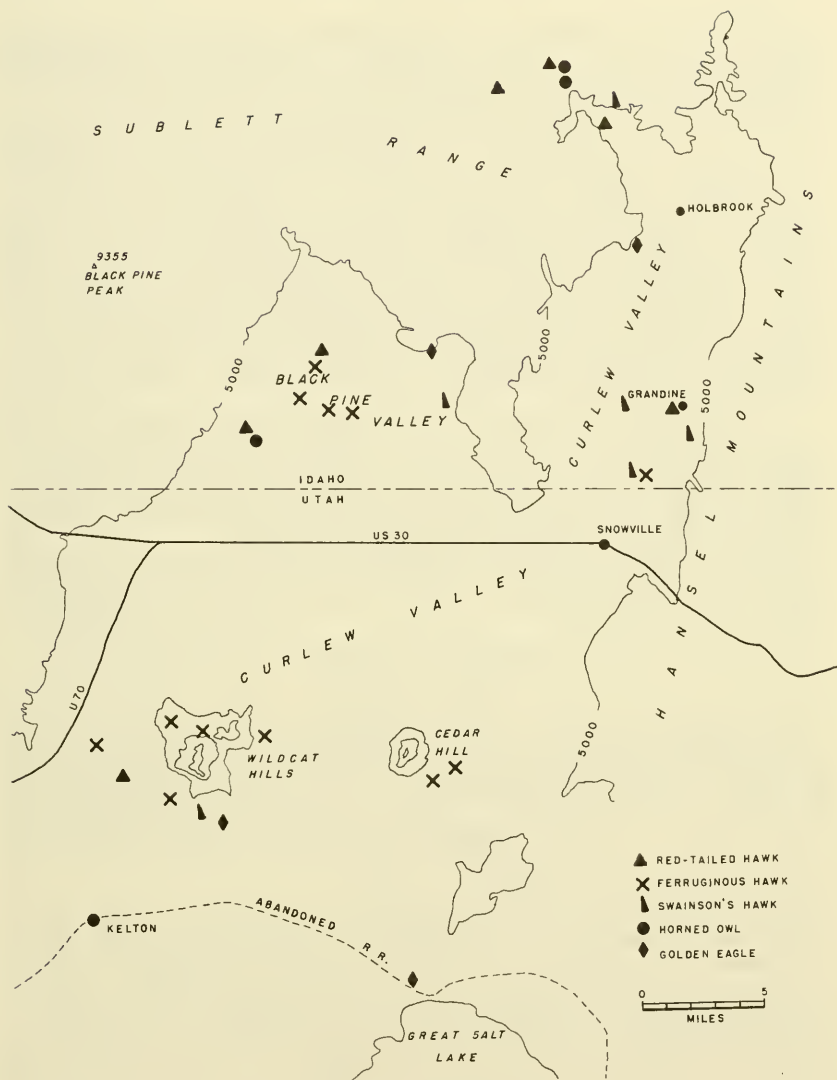 SUBLETT
RANGE
HOLBROOK
9355
BLACK PINE
PEAK
CURLEW VALLEY
HANSEL MOUNTAINS
5000
5000
5000
BLACK
PINE
VALLEY
GRANDINE
IDAHO
UTAH
US 30
SNOWVILLE
CURLEW VALLEY
U70
WILDCAT
HILLS
CEDAR
HILL
5000
ABANDONED
R.R.
KELTON
GREAT SALT
LAKE
RED-TAILED HAWK
FERRUGINOUS HAWK
SWAINSON'S HAWK
HORNED OWL
GOLDEN EAGLE
0 5
MILES